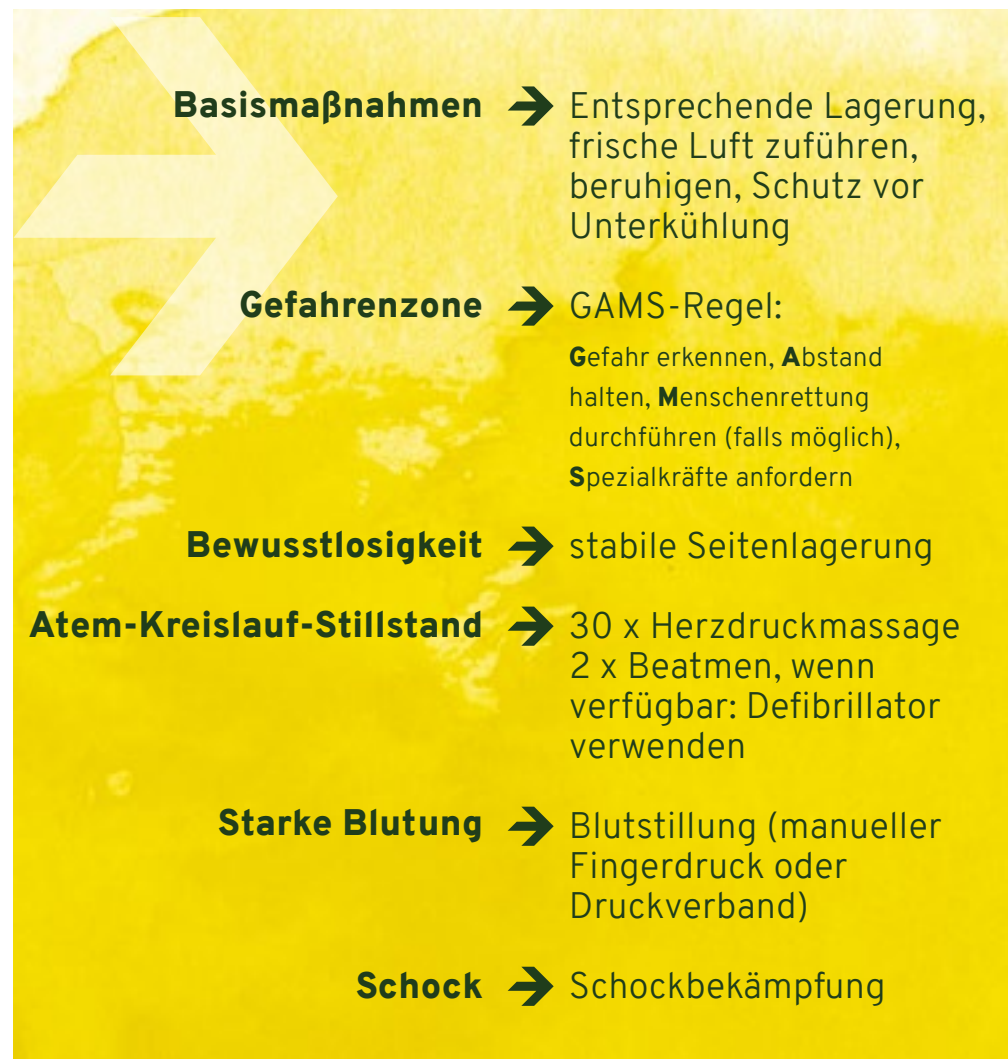 Basismaßnahmen → Entsprechende Lagerung,
frische Luft zuführen,
beruhigen, Schutz vor
Unterkühlung
Gefahrenzone → GAMS-Regel:
Gefahr erkennen, Abstand
halten, Menschenrettung
durchführen (falls möglich),
Spezialkräfte anfordern
Bewusstlosigkeit → stabile Seitenlagerung
Atem-Kreislauf-Stillstand → 30 x Herzdruckmassage
2 x Beatmen, wenn
verfügbar: Defibrillator
verwenden
Starke Blutung → Blutstillung (manueller
Fingerdruck oder
Druckverband)
Schock → Schockbekämpfung